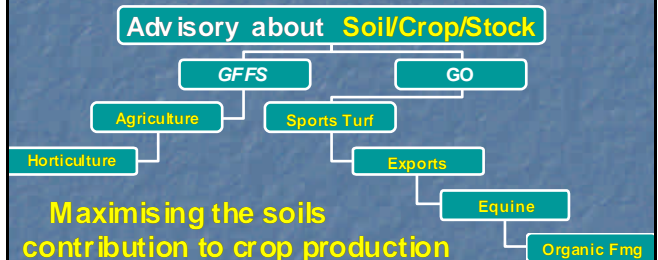 Advisory about Soil/Crop/Stock
GFFS
GO
Agriculture
Sports Turf
Horticulture
Exports
Equine
Organic Fmg
Maximising the soils
contribution to crop production